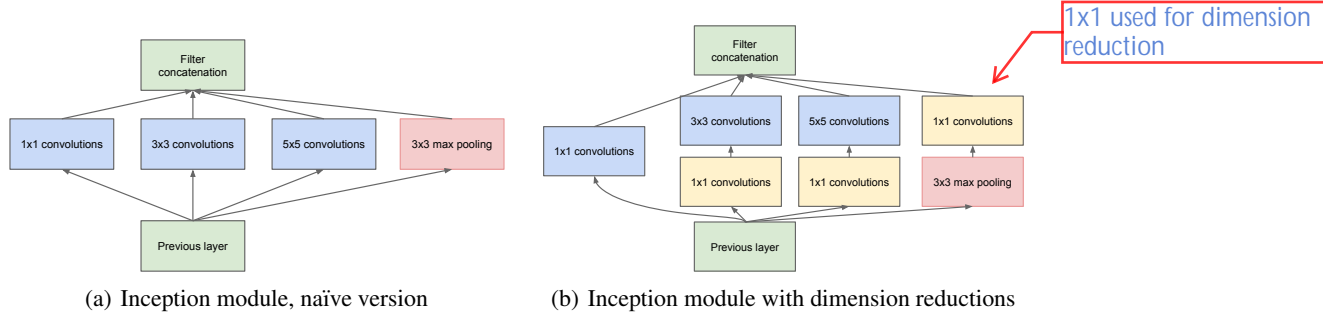 1x1 used for dimension
reduction
Filter
concatenation
1x1 convolutions
3x3 convolutions
5x5 convolutions
3x3 max pooling
Previous layer
(a) Inception module, naïve version
Filter
concatenation
3x3 convolutions
5x5 convolutions
1x1 convolutions
1x1 convolutions
1x1 convolutions
1x1 convolutions
3x3 max pooling
Previous layer
(b) Inception module with dimension reductions